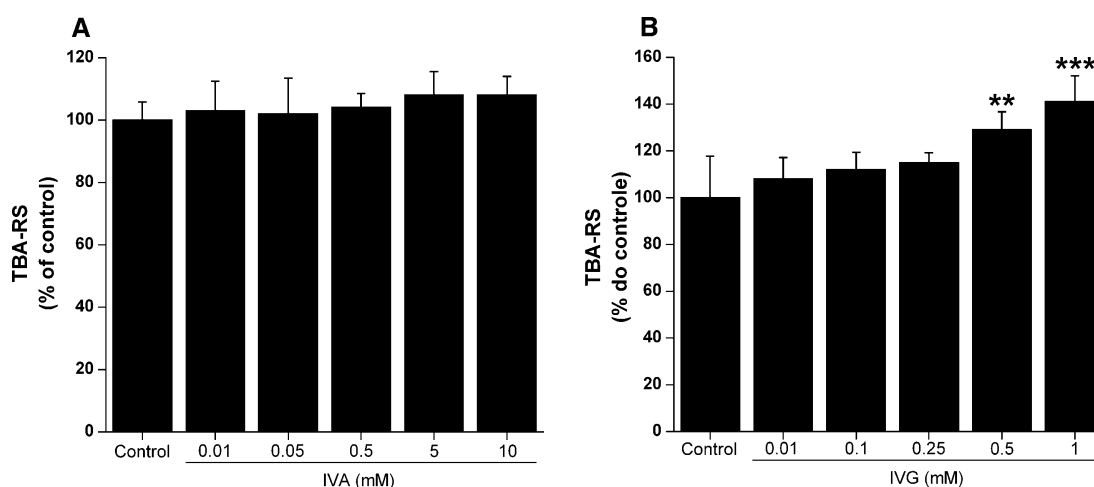 A
TBA-RS
(% of control)
120
100
80
60
40
20
0
Control 0.01 0.05 0.5 5 10
IVA (mM)
B
TBA-RS
(% do controle)
160
140
120
100
80
60
40
20
0
** ***
Control 0.01 0.1 0.25 0.5 1
IVG (mM)